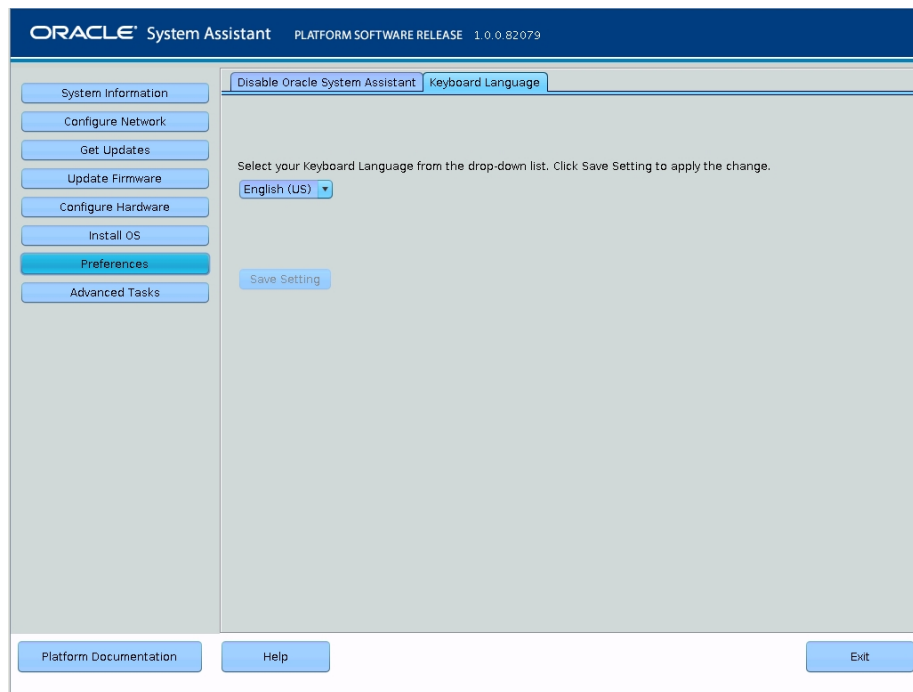 ORACLE System Assistant PLATFORM SOFTWARE RELEASE 1.0.0.82079
Disable Oracle System Assistant Keyboard Language
System Information
Configure Network
Get Updates
Update Firmware
Configure Hardware
Install OS
Preferences
Advanced Tasks
Select your Keyboard Language from the drop-down list. Click Save Setting to apply the change.
English (US)
Save Setting
Platform Documentation Help Exit